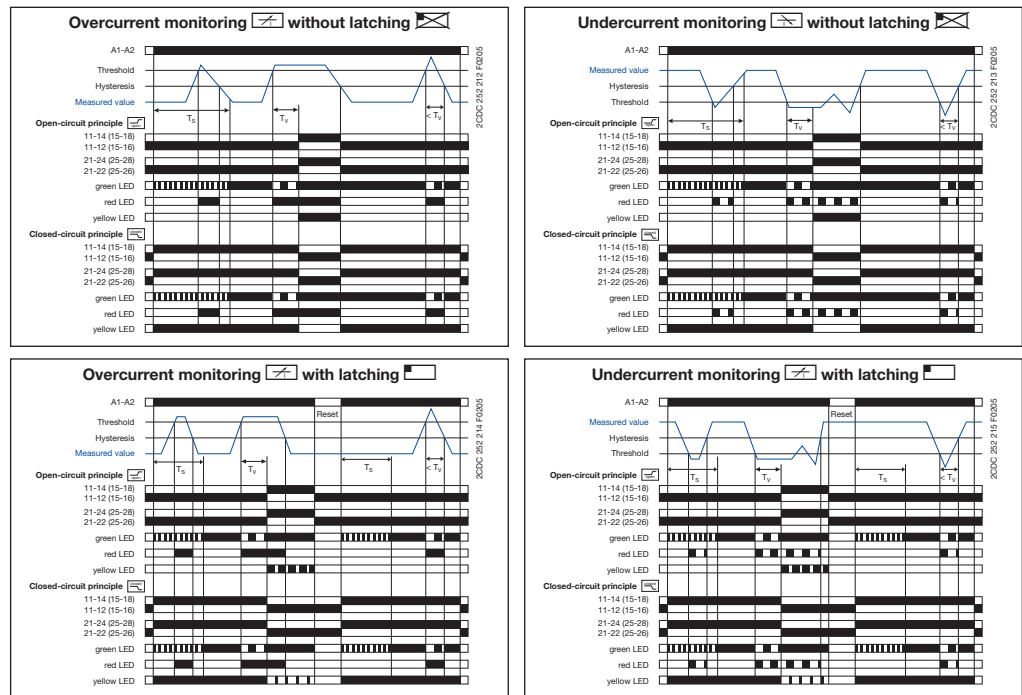 Overcurrent monitoring without latching
A1-A2
Threshold
Hysteresis
Measured value
TS
TV
< TV
Open-circuit principle open
11-14 (15-18)
11-12 (15-16)
21-24 (25-28)
21-22 (25-26)
green LED
red LED
yellow LED
Closed-circuit principle closed
11-14 (15-18)
11-12 (15-16)
21-24 (25-28)
21-22 (25-26)
green LED
red LED
yellow LED
2CDC 252 212 F0205
Undercurrent monitoring without latching
A1-A2
Measured value
Hysteresis
Threshold
TS
TV
< TV
Open-circuit principle open
11-14 (15-18)
11-12 (15-16)
21-24 (25-28)
21-22 (25-26)
green LED
red LED
yellow LED
Closed-circuit principle closed
11-14 (15-18)
11-12 (15-16)
21-24 (25-28)
21-22 (25-26)
green LED
red LED
yellow LED
2CDC 252 213 F0205
Overcurrent monitoring with latching
A1-A2
Reset
Threshold
Hysteresis
Measured value
TS
TV
TS
< TV
Open-circuit principle open
11-14 (15-18)
11-12 (15-16)
21-24 (25-28)
21-22 (25-26)
green LED
red LED
yellow LED
Closed-circuit principle closed
11-14 (15-18)
11-12 (15-16)
21-24 (25-28)
21-22 (25-26)
green LED
red LED
yellow LED
2CDC 252 214 F0205
Undercurrent monitoring with latching
A1-A2
Reset
Measured value
Hysteresis
Threshold
TS
TV
TS
< TV
Open-circuit principle open
11-14 (15-18)
11-12 (15-16)
21-24 (25-28)
21-22 (25-26)
green LED
red LED
yellow LED
Closed-circuit principle closed
11-14 (15-18)
11-12 (15-16)
21-24 (25-28)
21-22 (25-26)
green LED
red LED
yellow LED
2CDC 252 215 F0205